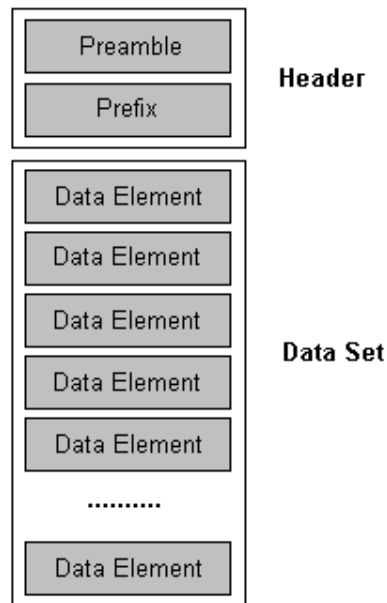 Preamble
Header
Prefix
Data Element
Data Element
Data Element
Data Set
Data Element
Data Element
..........
Data Element